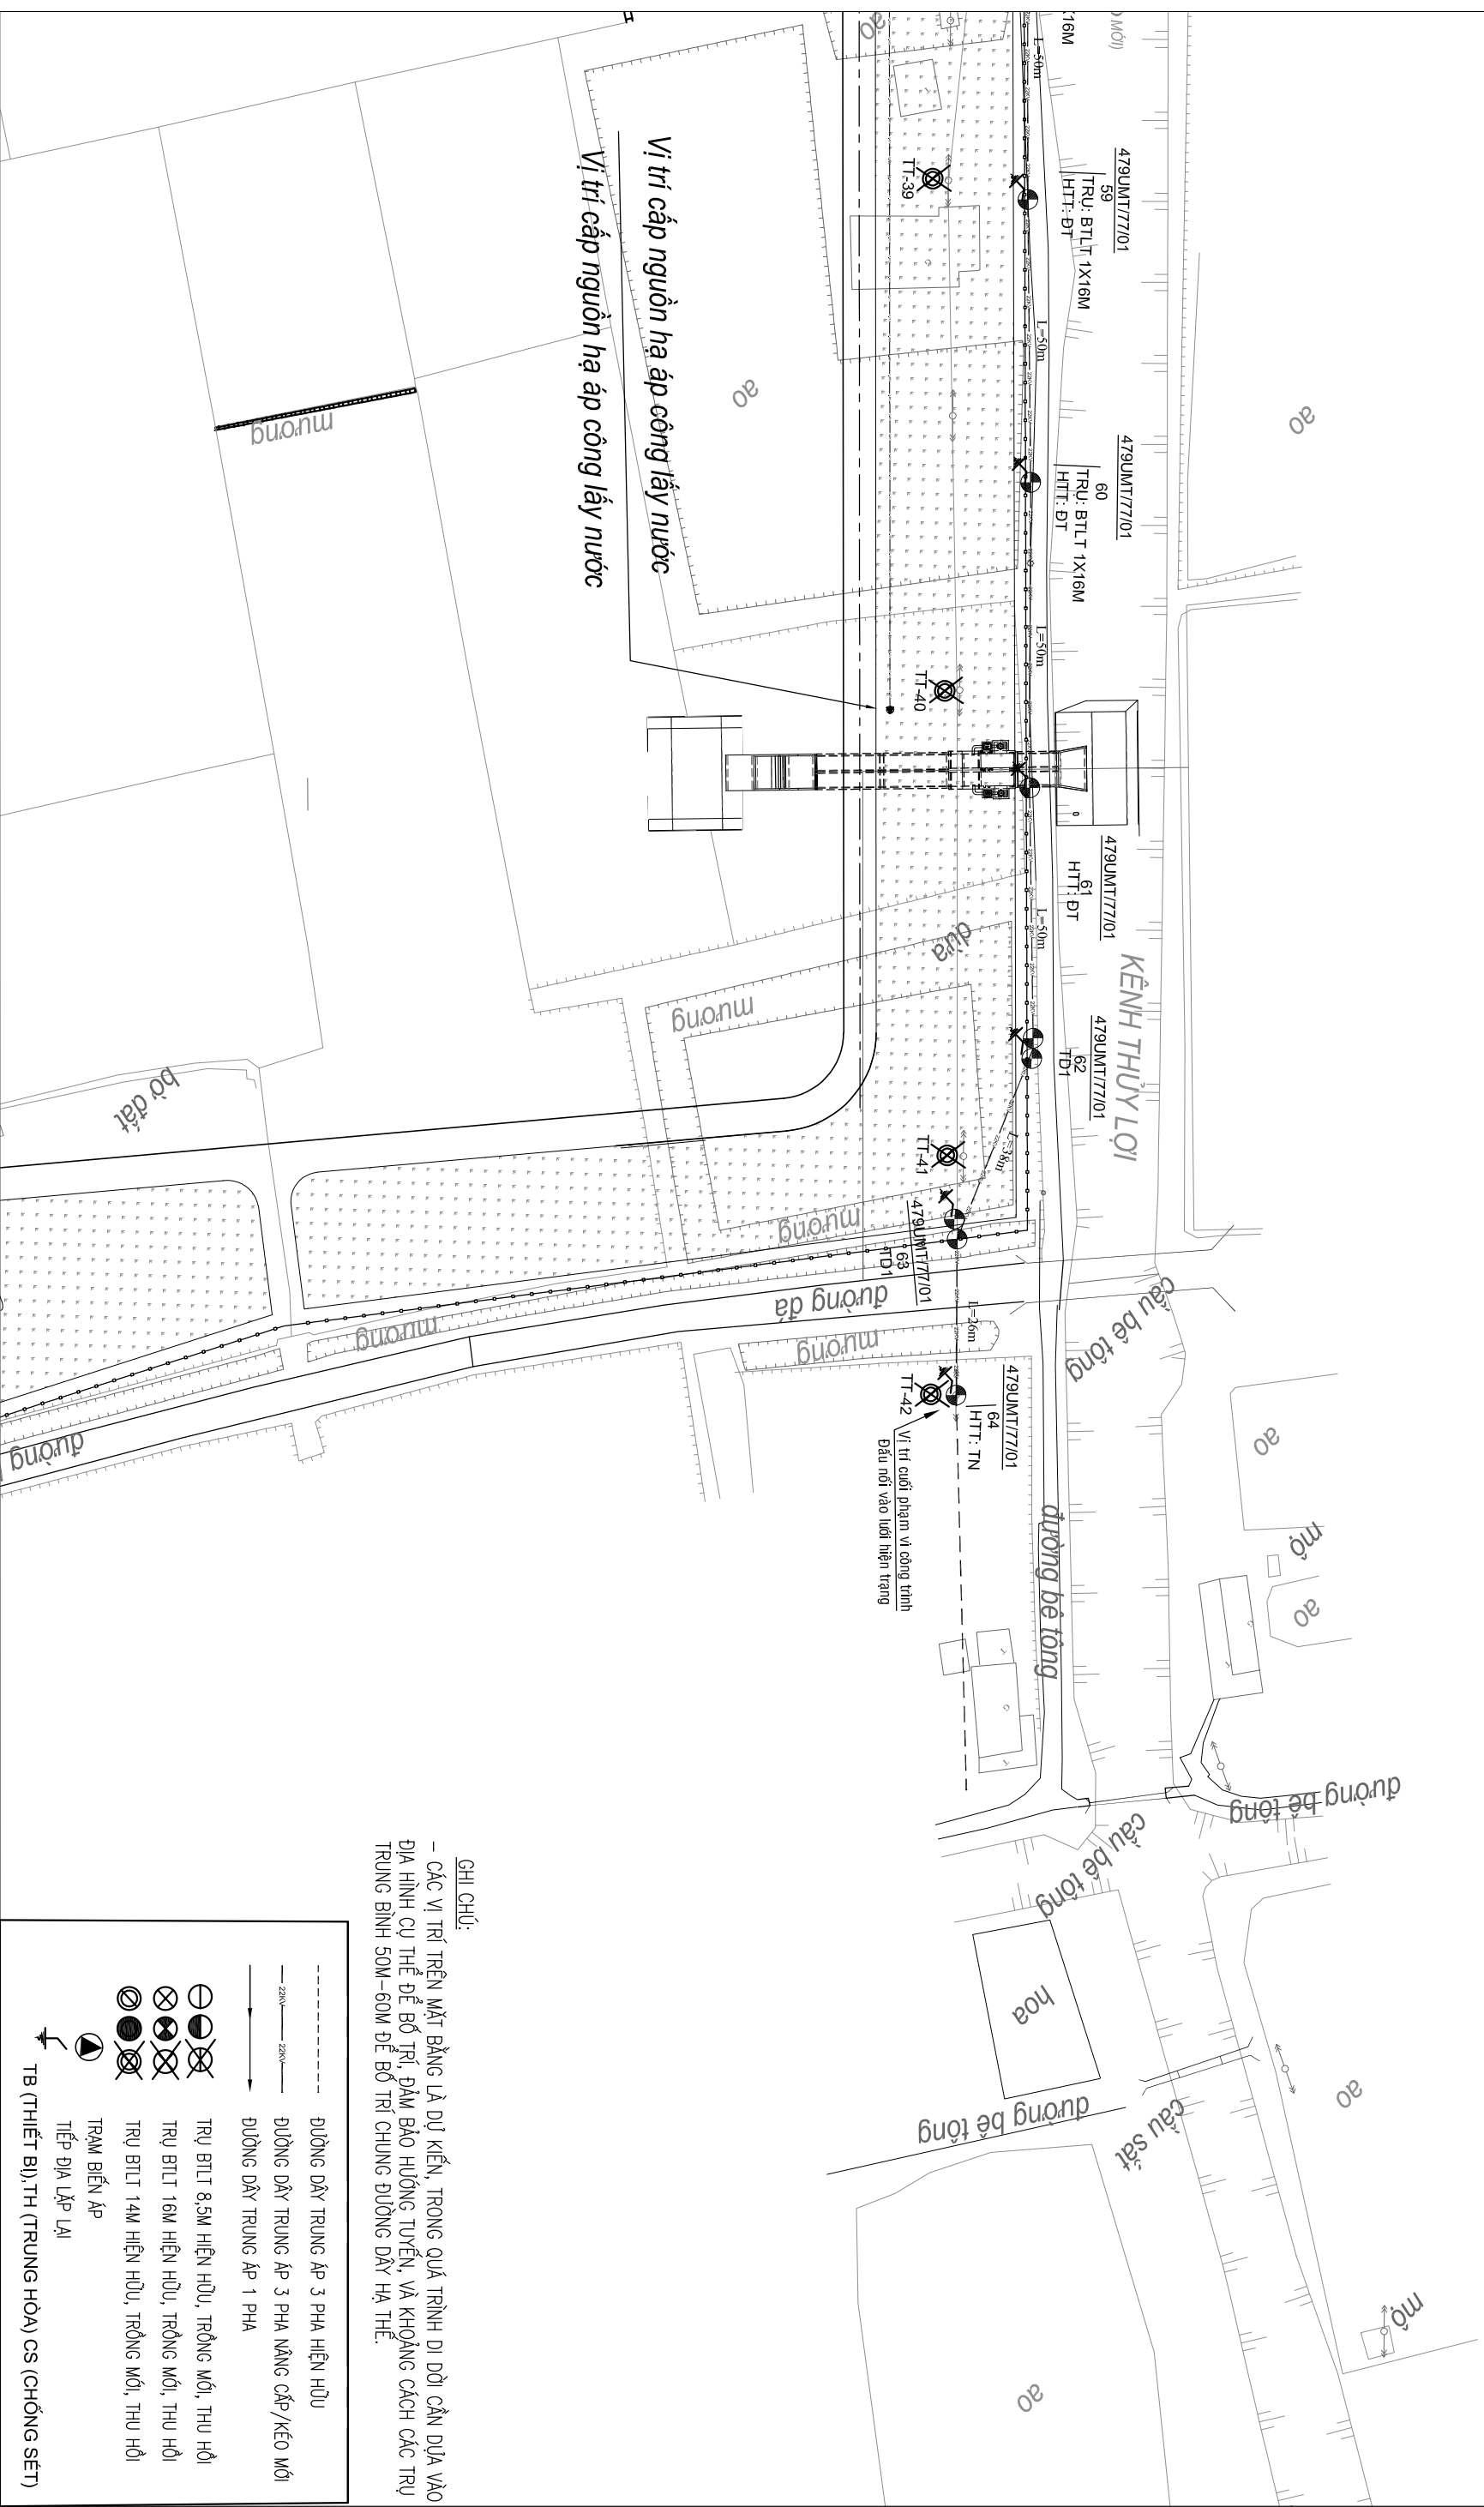 Ộ MỚI)
X16M
L=50m
ao
479UMT/77/01
59
TRỤ: BTLT 1X16M
HTT: ĐT
TT-39
L=50m
ao
ao
Vị trí cấp nguồn hạ áp công lấy nước
Vị trí cấp nguồn hạ áp công lấy nước
mương
479UMT/77/01
60
TRỤ: BTLT 1X16M
HTT: ĐT
L=50m
TT-40
479UMT/77/01
61
HTT: ĐT
L=50m
KÊNH THỦY LỢI
dừa
mương
479UMT/77/01
62
TD1
L=38m
TT-41
bờ đất
mương
479UMT/77/01
63
TD1
đường đá
cầu bê tông
L=26m
mương
mương
đường
479UMT/77/01
64
HTT: TN
TT-42
Vị trí cuối phạm vi công trình
Đấu nối vào lưới hiện trạng
ao
mộ
ao
đường bê tông
đường bê tông
cầu bê tông
hoa
đường bê tông
cầu sắt
ao
mộ
ao
GHI CHÚ:
- CÁC VỊ TRÍ TRÊN MẶT BẰNG LÀ DỰ KIẾN, TRONG QUÁ TRÌNH DI DỜI CẦN DỰA VÀO
ĐỊA HÌNH CỤ THỂ ĐỂ BỐ TRÍ, ĐẢM BẢO HƯỚNG TUYẾN, VÀ KHOẢNG CÁCH CÁC TRỤ
TRUNG BÌNH 50M-60M ĐỂ BỐ TRÍ CHUNG ĐƯỜNG DÂY HẠ THẾ.
ĐƯỜNG DÂY TRUNG ÁP 3 PHA HIỆN HỮU
22KV 22KV ĐƯỜNG DÂY TRUNG ÁP 3 PHA NÂNG CẤP/KÉO MỚI
ĐƯỜNG DÂY TRUNG ÁP 1 PHA
TRỤ BTLT 8,5M HIỆN HỮU, TRỒNG MỚI, THU HỒI
TRỤ BTLT 16M HIỆN HỮU, TRỒNG MỚI, THU HỒI
TRỤ BTLT 14M HIỆN HỮU, TRỒNG MỚI, THU HỒI
TRẠM BIẾN ÁP
TIẾP ĐỊA LẶP LẠI
TB (THIẾT BỊ),TH (TRUNG HÒA) CS (CHỐNG SÉT)